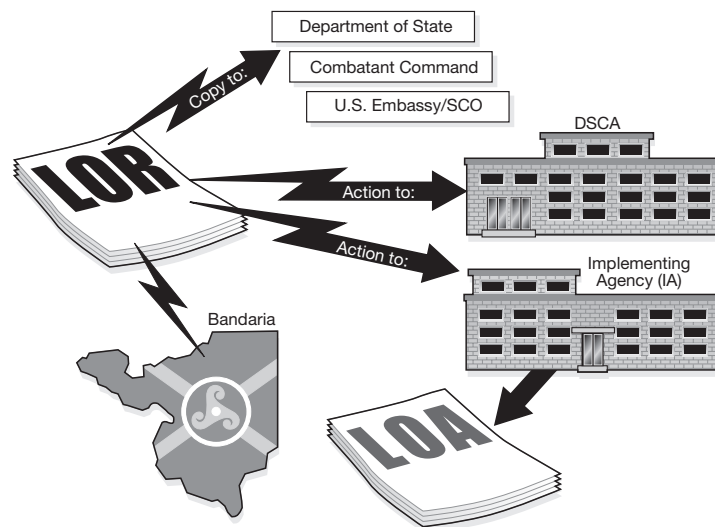 Department of State
Combatant Command
U.S. Embassy/SCO
Copy to:
DSCA
LOR
Action to:
Action to:
Implementing
Agency (IA)
Bandaria
LOA